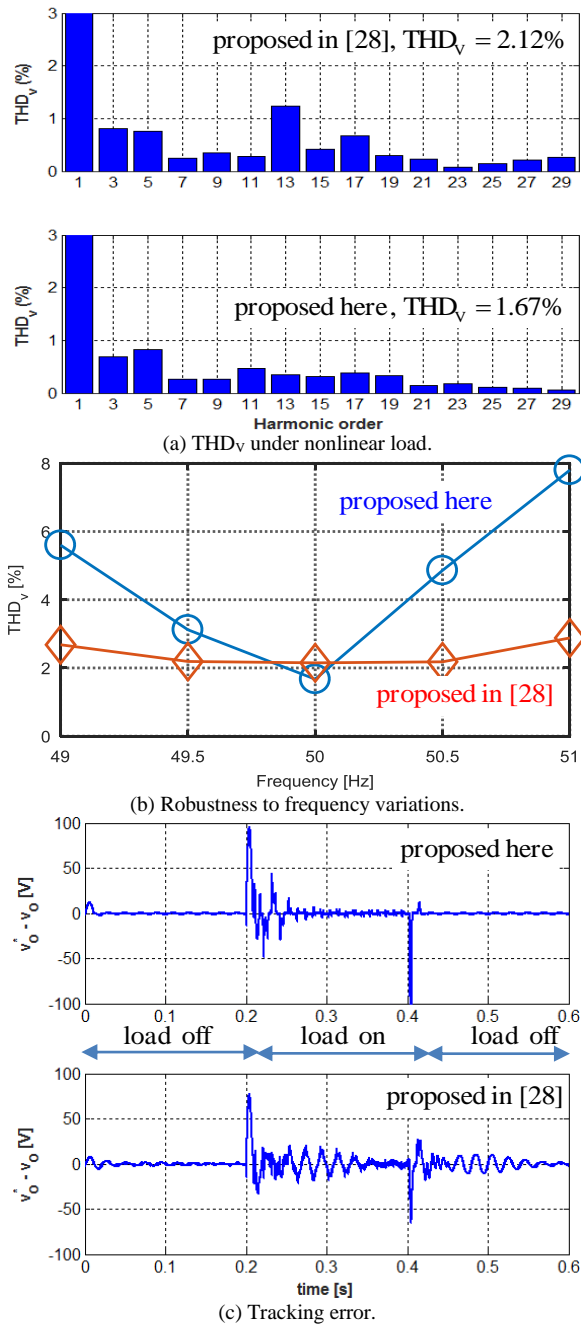 3
2
1
0
THD_v (%)
proposed in [28], THD_V = 2.12%
1 3 5 7 9 11 13 15 17 19 21 23 25 27 29
3
2
1
0
THD_v (%)
proposed here, THD_V = 1.67%
1 3 5 7 9 11 13 15 17 19 21 23 25 27 29
Harmonic order
(a) THD_V under nonlinear load.
8
6
4
2
0
THD_v [%]
proposed here
proposed in [28]
49 49.5 50 50.5 51
Frequency [Hz]
(b) Robustness to frequency variations.
100
50
0
-50
-100
v*_o - v_o [V]
proposed here
0 0.1 0.2 0.3 0.4 0.5 0.6
load off load on load off
100
50
0
-50
-100
v*_o - v_o [V]
proposed in [28]
0 0.1 0.2 0.3 0.4 0.5 0.6
time [s]
(c) Tracking error.